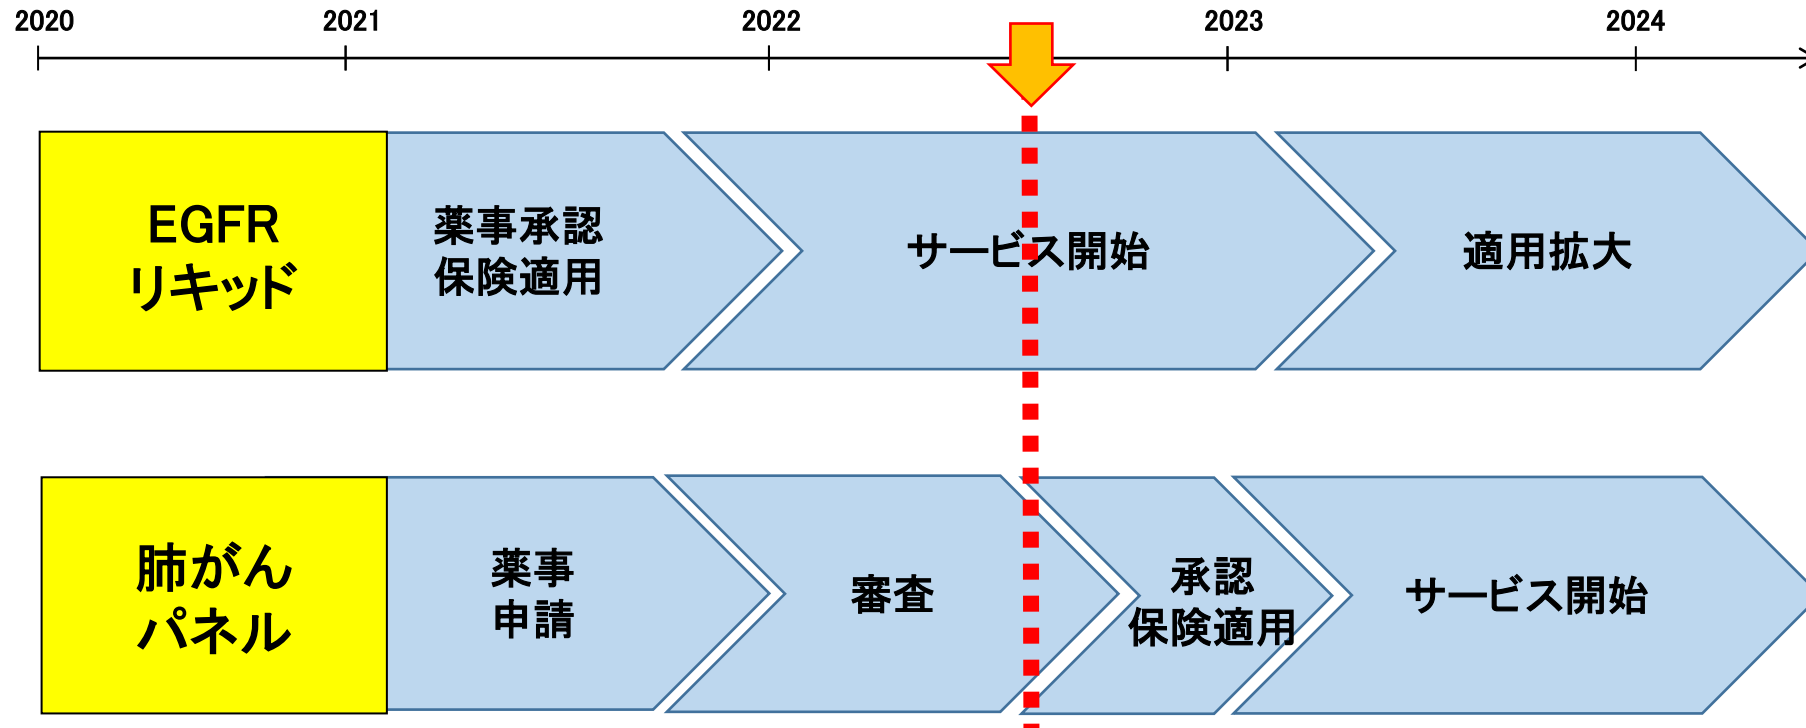 2020 2021 2022 2023 2024
EGFR
リキッド
薬事承認
保険適用
サービス開始
適用拡大
肺がん
パネル
薬事
申請
審査
承認
保険適用
サービス開始